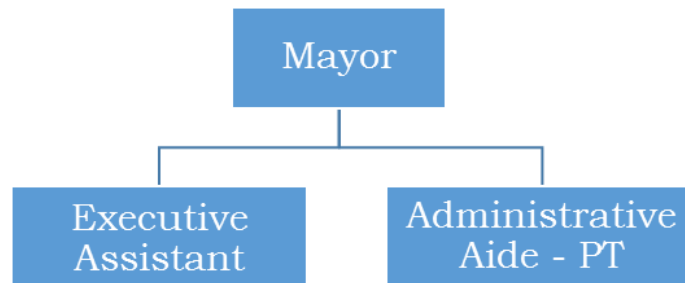 Mayor
Executive
Assistant
Administrative
Aide - PT